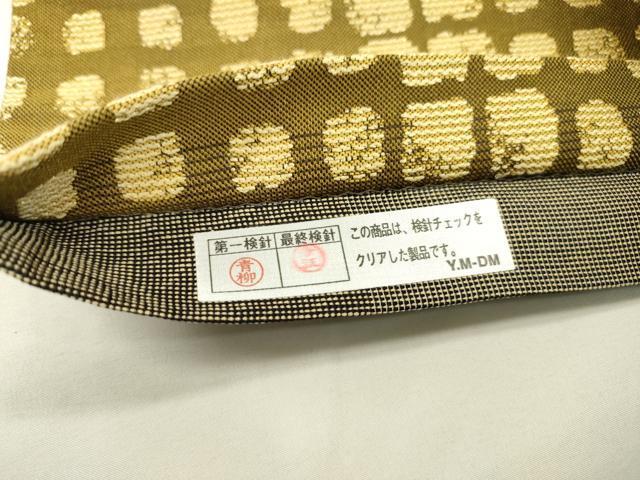 第一検針 最終検針
青柳
この商品は、検針チェックを
クリアした製品です。
Y.M-DM